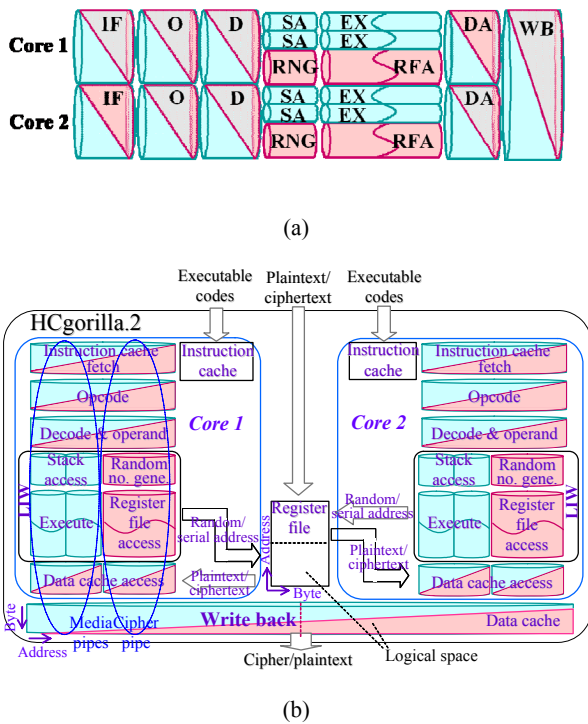 IF O D SA EX DA WB
Core 1 SA EX
RNG RFA
IF O D SA EX DA
Core 2 SA EX
RNG RFA
(a)
Executable codes
Plaintext/ ciphertext
Executable codes
HCgorilla.2
Instruction cache fetch
Instruction cache
Instruction cache
Instruction cache fetch
Opcode
Core 1
Core 2
Opcode
Decode & operand
Decode & operand
LIW
Stack access
Random no. gene.
Execute
Register file access
Random/ serial address
Address
Register file
Byte
Random/ serial address
Plaintext/ ciphertext
Stack access
Random no. gene.
Execute
Register file access
LIW
Data cache access
Plaintext/ ciphertext
Data cache access
Byte
Address
Media pipes
Cipher pipe
Write back
Data cache
Cipher/plaintext
Logical space
(b)